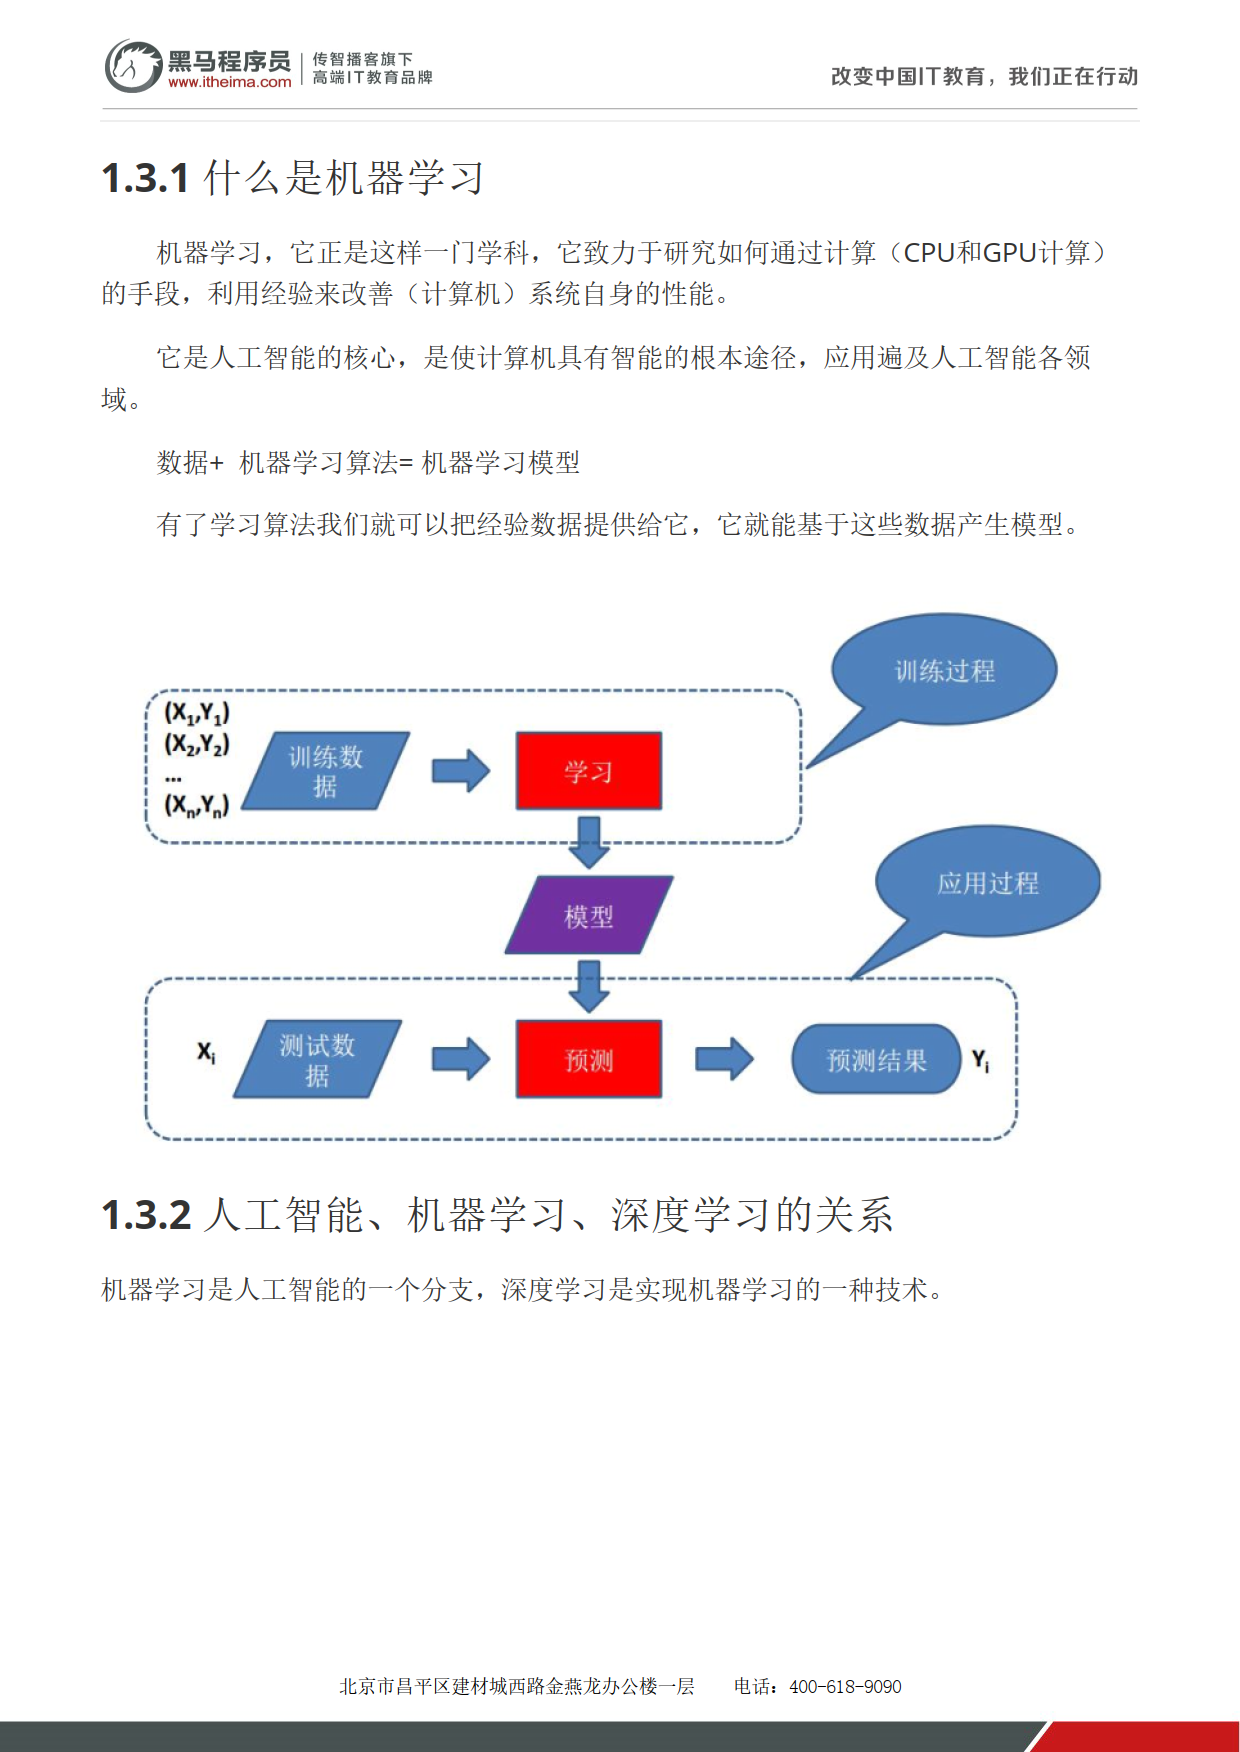 黑马程序员
www.itheima.com
传智播客旗下
高端IT教育品牌
改变中国IT教育，我们正在行动
1.3.1 什么是机器学习
机器学习，它正是这样一门学科，它致力于研究如何通过计算（CPU和GPU计算）
的手段，利用经验来改善（计算机）系统自身的性能。
它是人工智能的核心，是使计算机具有智能的根本途径，应用遍及人工智能各领
域。
数据+ 机器学习算法= 机器学习模型
有了学习算法我们就可以把经验数据提供给它，它就能基于这些数据产生模型。
训练过程
(X1,Y1)
(X2,Y2)
...
(Xn,Yn)
训练数
据
学习
应用过程
模型
Xi
测试数
据
预测
预测结果
Yi
1.3.2 人工智能、机器学习、深度学习的关系
机器学习是人工智能的一个分支，深度学习是实现机器学习的一种技术。
北京市昌平区建材城西路金燕龙办公楼一层 电话：400-618-9090